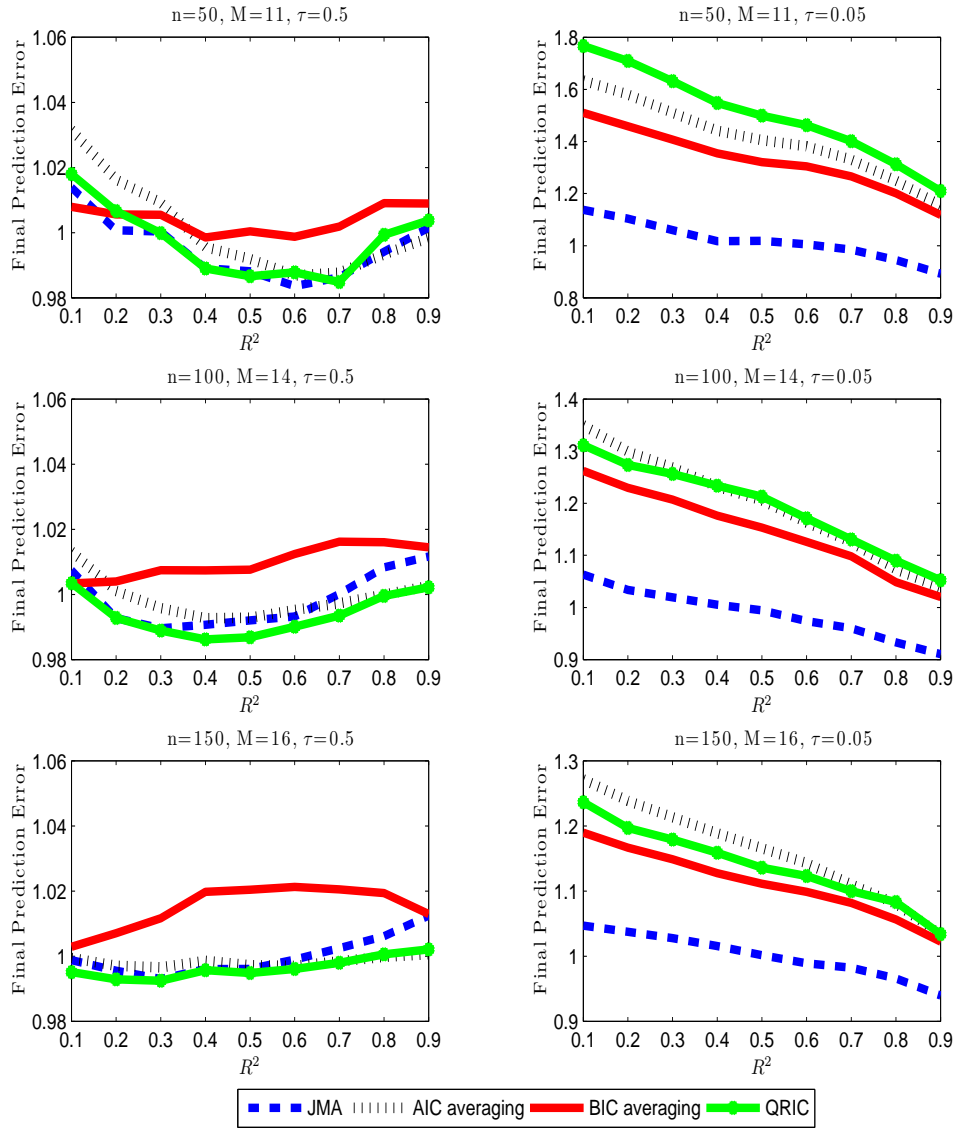 n=50, M=11, τ=0.5
Final Prediction Error
1.06
1.04
1.02
1
0.98
0.1 0.2 0.3 0.4 0.5 0.6 0.7 0.8 0.9
R²
n=50, M=11, τ=0.05
Final Prediction Error
1.8
1.6
1.4
1.2
1
0.8
0.1 0.2 0.3 0.4 0.5 0.6 0.7 0.8 0.9
R²
n=100, M=14, τ=0.5
Final Prediction Error
1.06
1.04
1.02
1
0.98
0.1 0.2 0.3 0.4 0.5 0.6 0.7 0.8 0.9
R²
n=100, M=14, τ=0.05
Final Prediction Error
1.4
1.3
1.2
1.1
1
0.9
0.1 0.2 0.3 0.4 0.5 0.6 0.7 0.8 0.9
R²
n=150, M=16, τ=0.5
Final Prediction Error
1.06
1.04
1.02
1
0.98
0.1 0.2 0.3 0.4 0.5 0.6 0.7 0.8 0.9
R²
n=150, M=16, τ=0.05
Final Prediction Error
1.3
1.2
1.1
1
0.9
0.1 0.2 0.3 0.4 0.5 0.6 0.7 0.8 0.9
R²
JMA AIC averaging BIC averaging QRIC